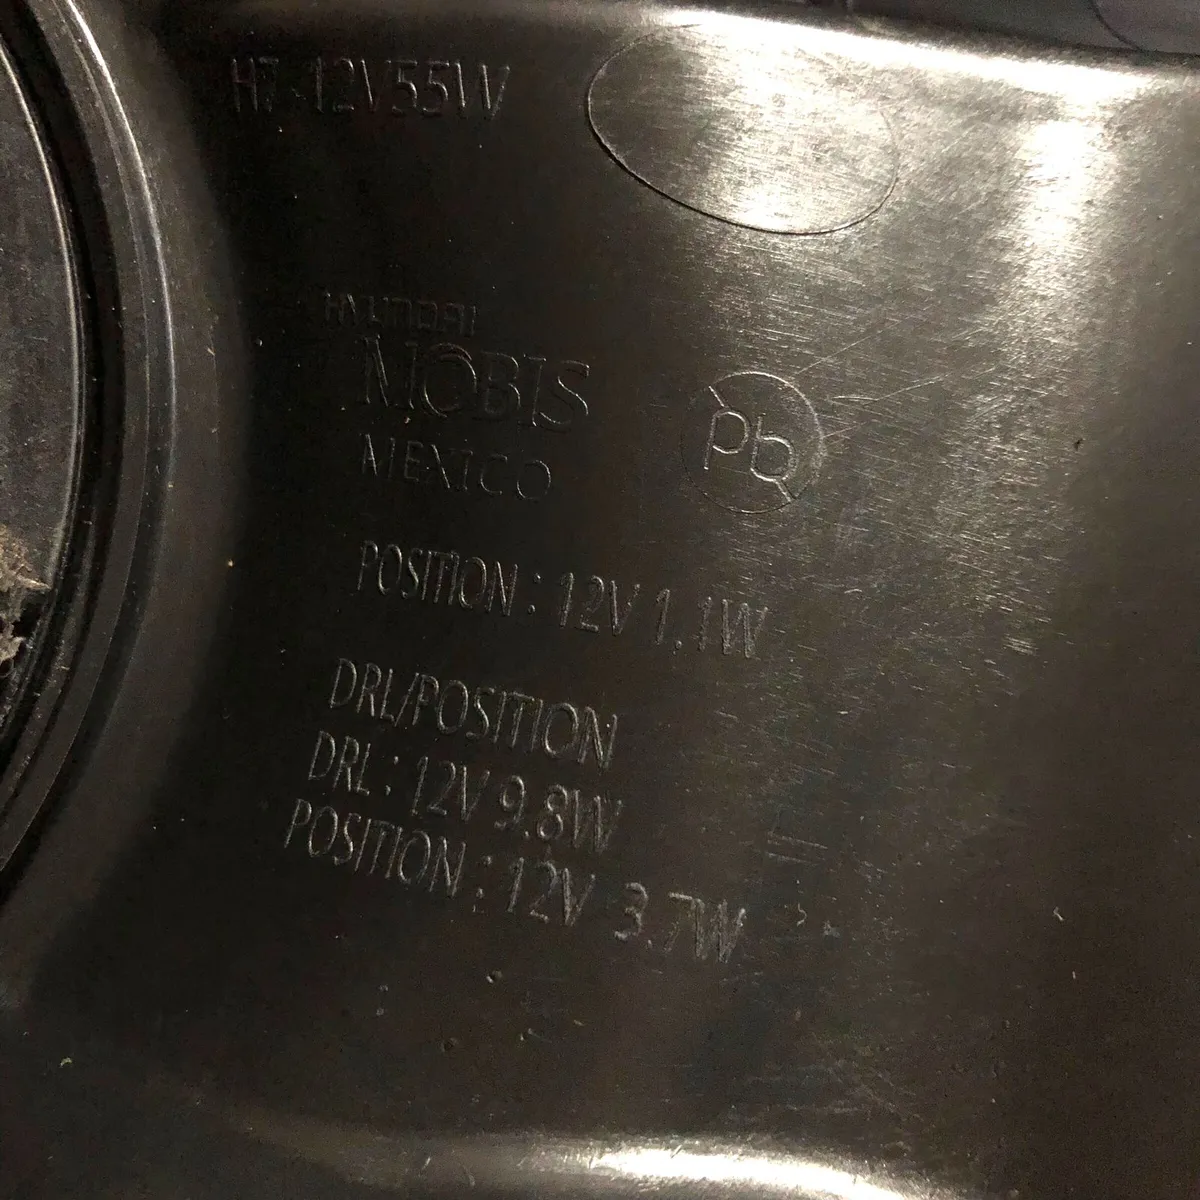 H7 12V55W
HYUNDAI
MOBIS
MEXICO
Pb
POSITION : 12V 1.1W
DRL/POSITION
DRL : 12V 9.8W
POSITION : 12V 3.7W